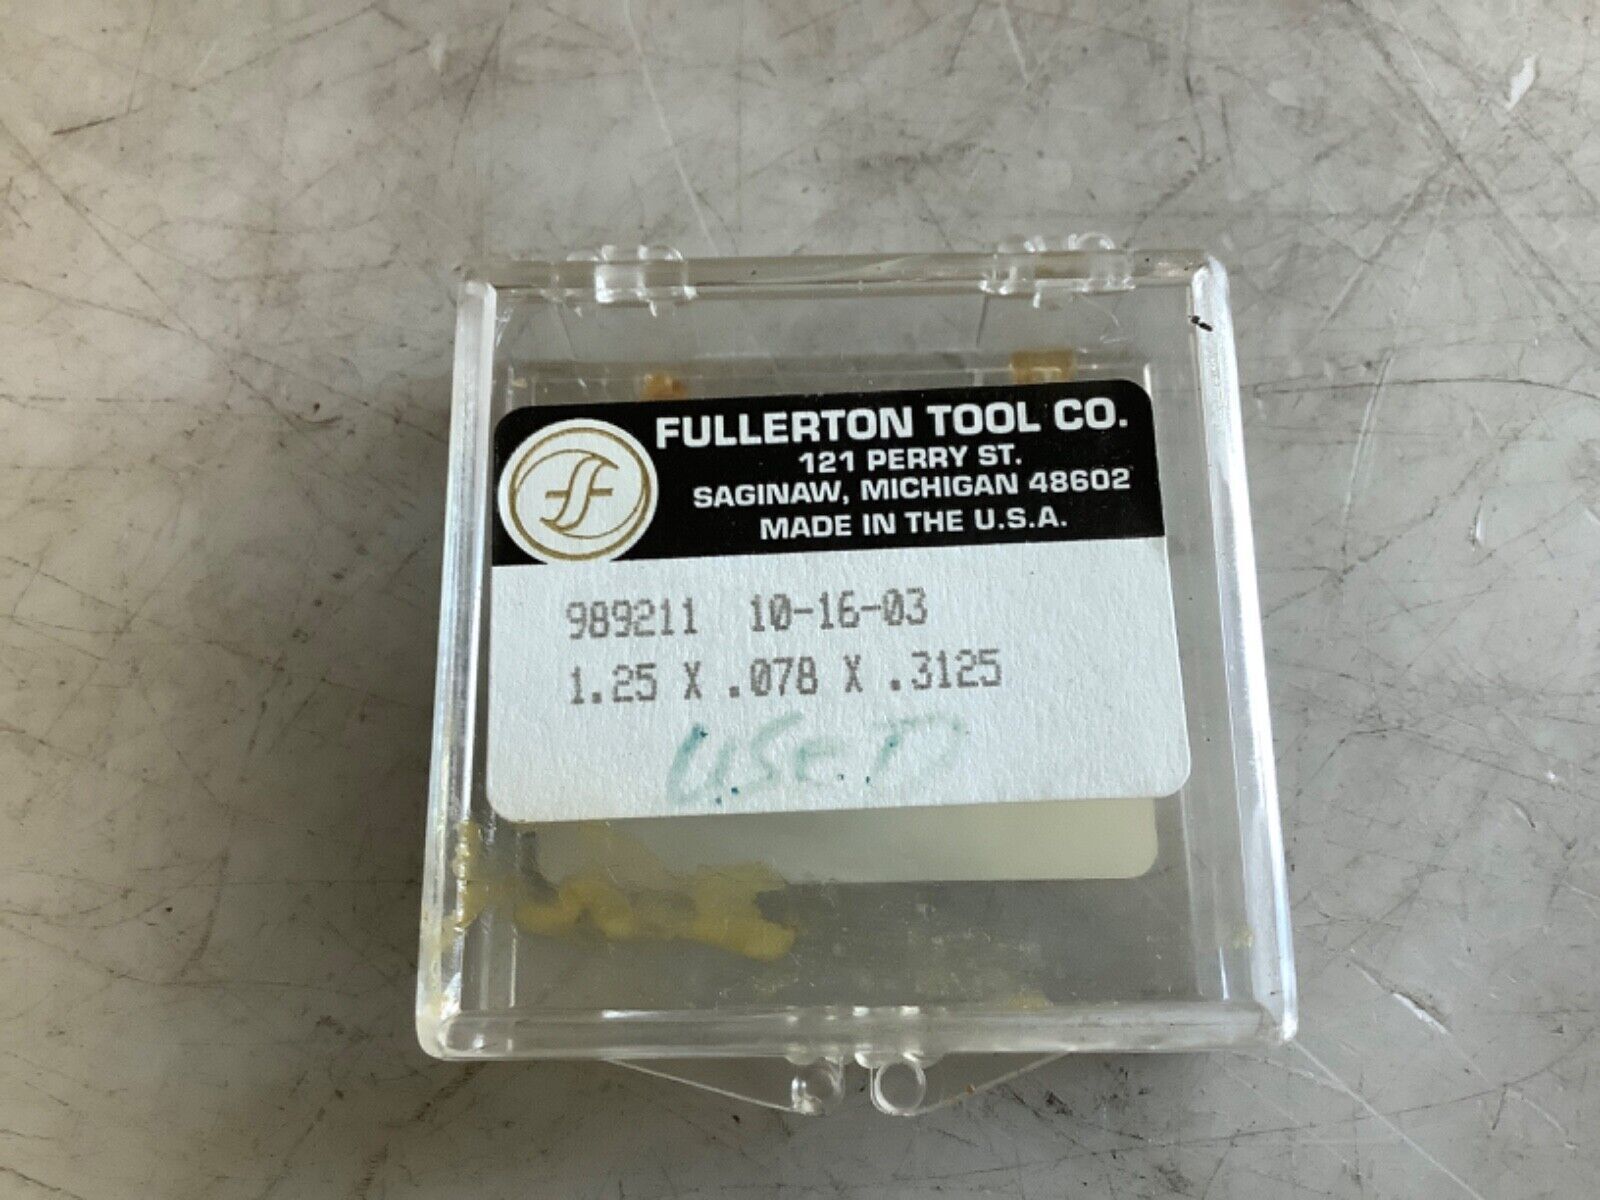 FULLERTON TOOL CO.
121 PERRY ST.
SAGINAW, MICHIGAN 48602
MADE IN THE U.S.A.
989211 10-16-03
1.25 X .078 X .3125
USED